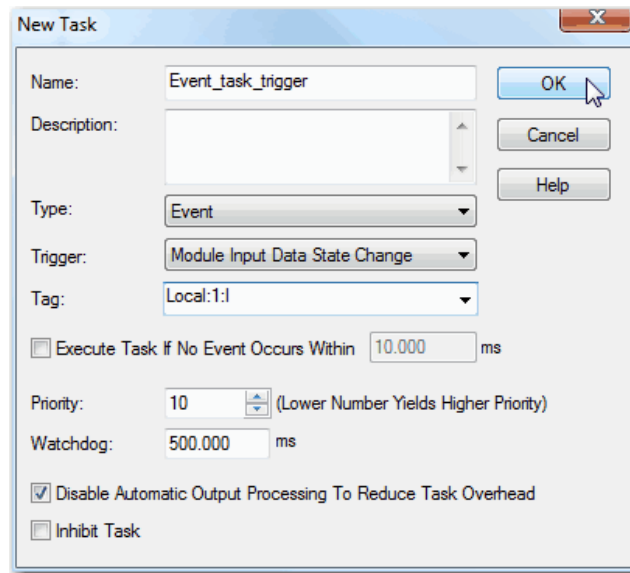 New Task
Name: Event_task_trigger OK
Description: Cancel
Help
Type: Event
Trigger: Module Input Data State Change
Tag: Local:1:I
Execute Task If No Event Occurs Within 10.000 ms
Priority: 10 (Lower Number Yields Higher Priority)
Watchdog: 500.000 ms
Disable Automatic Output Processing To Reduce Task Overhead
Inhibit Task